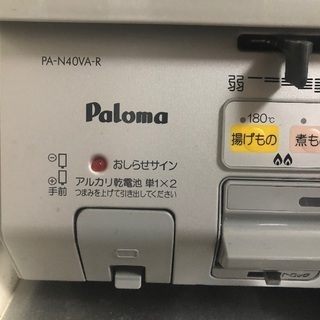 PA-N40VA-R
Paloma
弱
180℃
揚げもの
煮も
おしらせサイン
アルカリ乾電池 単1×2
手前
つまみを上げて引き出してください